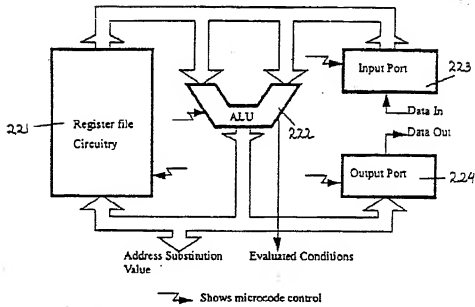 Input Port
223
221
Register file
Circuitry
ALU
222
Data In
Data Out
Output Port
224
Address Substitution
Value
Evaluated Conditions
Shows microcode control